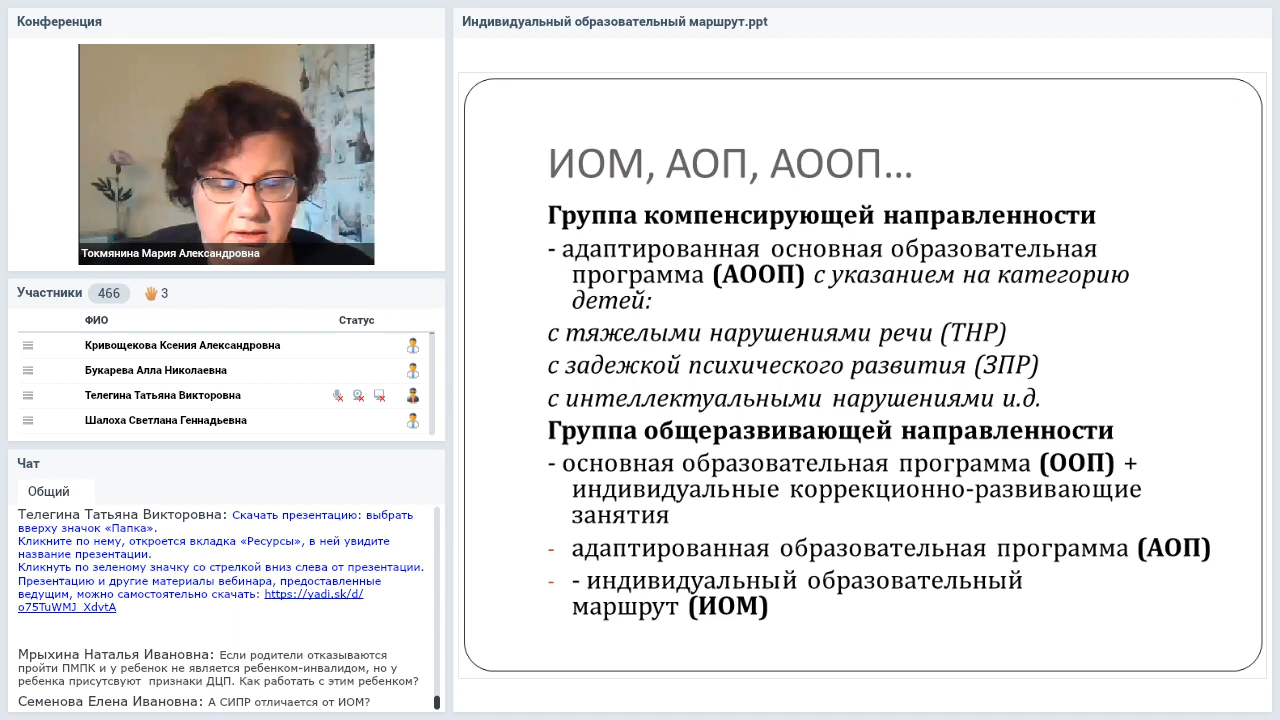 Конференция
Токмянина Мария Александровна
Участники 466 3
ФИО Статус
Кривощекова Ксения Александровна
Букарева Алла Николаевна
Телегина Татьяна Викторовна
Шалоха Светлана Геннадьевна
Чат
Общий
Телегина Татьяна Викторовна: Скачать презентацию: выбрать
вверху значок «Папка».
Кликните по нему, откроется вкладка «Ресурсы», в ней увидите
название презентации.
Кликнуть по зеленому значку со стрелкой вниз слева от презентации.
Презентацию и другие материалы вебинара, предоставленные
ведущим, можно самостоятельно скачать: https://yadi.sk/d/
o75TuWMJ_XdvtA
Мрыхина Наталья Ивановна: Если родители отказываются
пройти ПМПК и у ребенок не является ребенком-инвалидом, но у
ребенка присутсвуют признаки ДЦП. Как работать с этим ребенком?
Семенова Елена Ивановна: А СИПР отличается от ИОМ?
Индивидуальный образовательный маршрут.ppt
ИОМ, АОП, АООП...
Группа компенсирующей направленности
- адаптированная основная образовательная
программа (АООП) с указанием на категорию
детей:
с тяжелыми нарушениями речи (ТНР)
с задежкой психического развития (ЗПР)
с интеллектуальными нарушениями и.д.
Группа общеразвивающей направленности
- основная образовательная программа (ООП) +
индивидуальные коррекционно-развивающие
занятия
- адаптированная образовательная программа (АОП)
- - индивидуальный образовательный
маршрут (ИОМ)